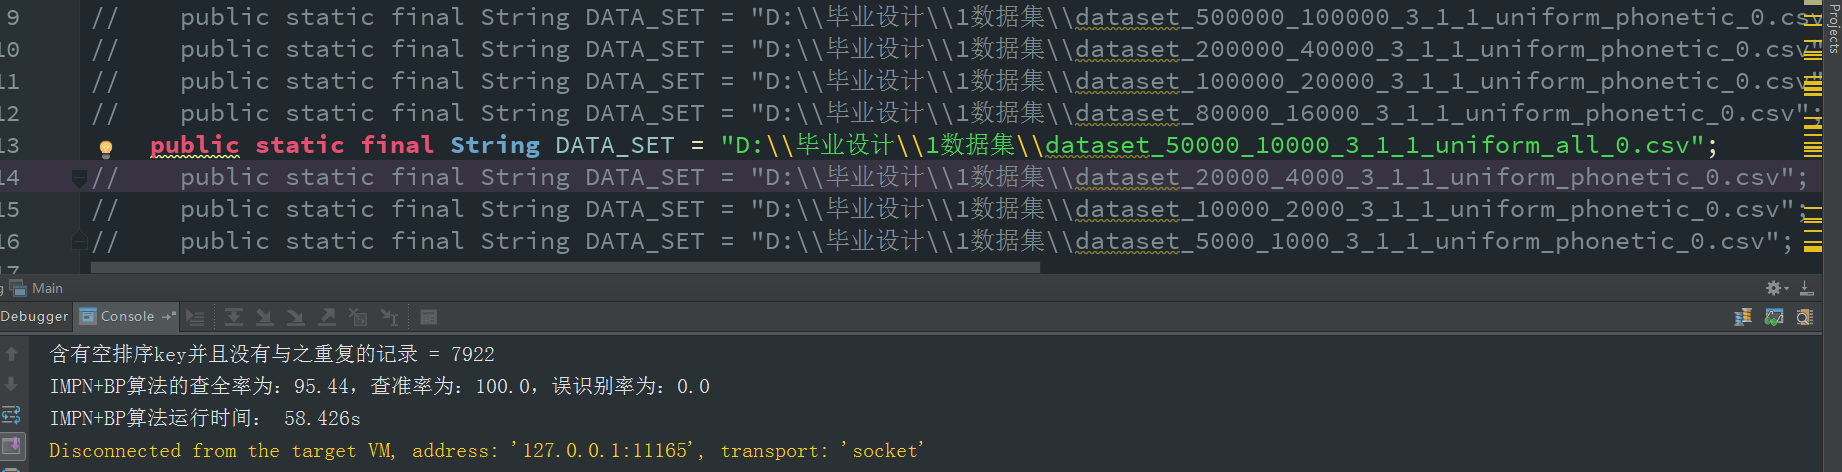 9 //    public static final String DATA_SET = "D:\\毕业设计\\1数据集\\dataset_500000_100000_3_1_1_uniform_phonetic_0.csv
10 //    public static final String DATA_SET = "D:\\毕业设计\\1数据集\\dataset_200000_40000_3_1_1_uniform_phonetic_0.csv"
11 //    public static final String DATA_SET = "D:\\毕业设计\\1数据集\\dataset_100000_20000_3_1_1_uniform_phonetic_0.csv"
12 //    public static final String DATA_SET = "D:\\毕业设计\\1数据集\\dataset_80000_16000_3_1_1_uniform_phonetic_0.csv";
13    public static final String DATA_SET = "D:\\毕业设计\\1数据集\\dataset_50000_10000_3_1_1_uniform_all_0.csv";
14 //    public static final String DATA_SET = "D:\\毕业设计\\1数据集\\dataset_20000_4000_3_1_1_uniform_phonetic_0.csv";
15 //    public static final String DATA_SET = "D:\\毕业设计\\1数据集\\dataset_10000_2000_3_1_1_uniform_phonetic_0.csv";
16 //    public static final String DATA_SET = "D:\\毕业设计\\1数据集\\dataset_5000_1000_3_1_1_uniform_phonetic_0.csv";
17
Projects
g Main
Debugger Console
含有空排序key并且没有与之重复的记录 = 7922
IMPN+BP算法的查全率为：95.44，查准率为：100.0，误识别率为：0.0
IMPN+BP算法运行时间： 58.426s
Disconnected from the target VM, address: '127.0.0.1:11165', transport: 'socket'